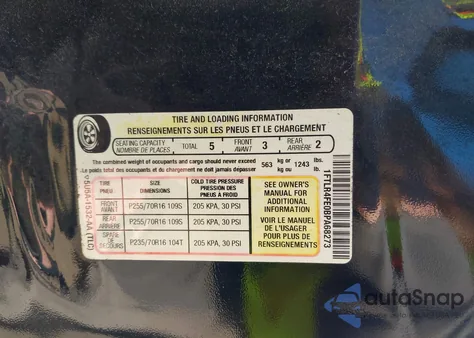 TIRE AND LOADING INFORMATION
RENSEIGNEMENTS SUR LES PNEUS ET LE CHARGEMENT
SEATING CAPACITY
NOMBRE DE PLACES
TOTAL 5
FRONT
AVANT 3
REAR
ARRIÈRE 2
The combined weight of occupants and cargo should never exceed 563 kg or 1243 lbs.
Le poids total des occupants et du chargement ne doit jamais dépasser kg ou lb.
TIRE
PNEU
SIZE
DIMENSIONS
COLD TIRE PRESSURE
PRESSION DES
PNEUS À FROID
FRONT
AVANT
P255/70R16 109S
205 KPA, 30 PSI
REAR
ARRIÈRE
P255/70R16 109S
205 KPA, 30 PSI
SPARE
DE SECOURS
P235/70R16 104T
205 KPA, 30 PSI
SEE OWNER'S
MANUAL FOR
ADDITIONAL
INFORMATION
VOIR LE MANUEL
DE L'USAGER
POUR PLUS DE
RENSEIGNEMENTS
1FTLR4FE0BPA68273
autoSnap